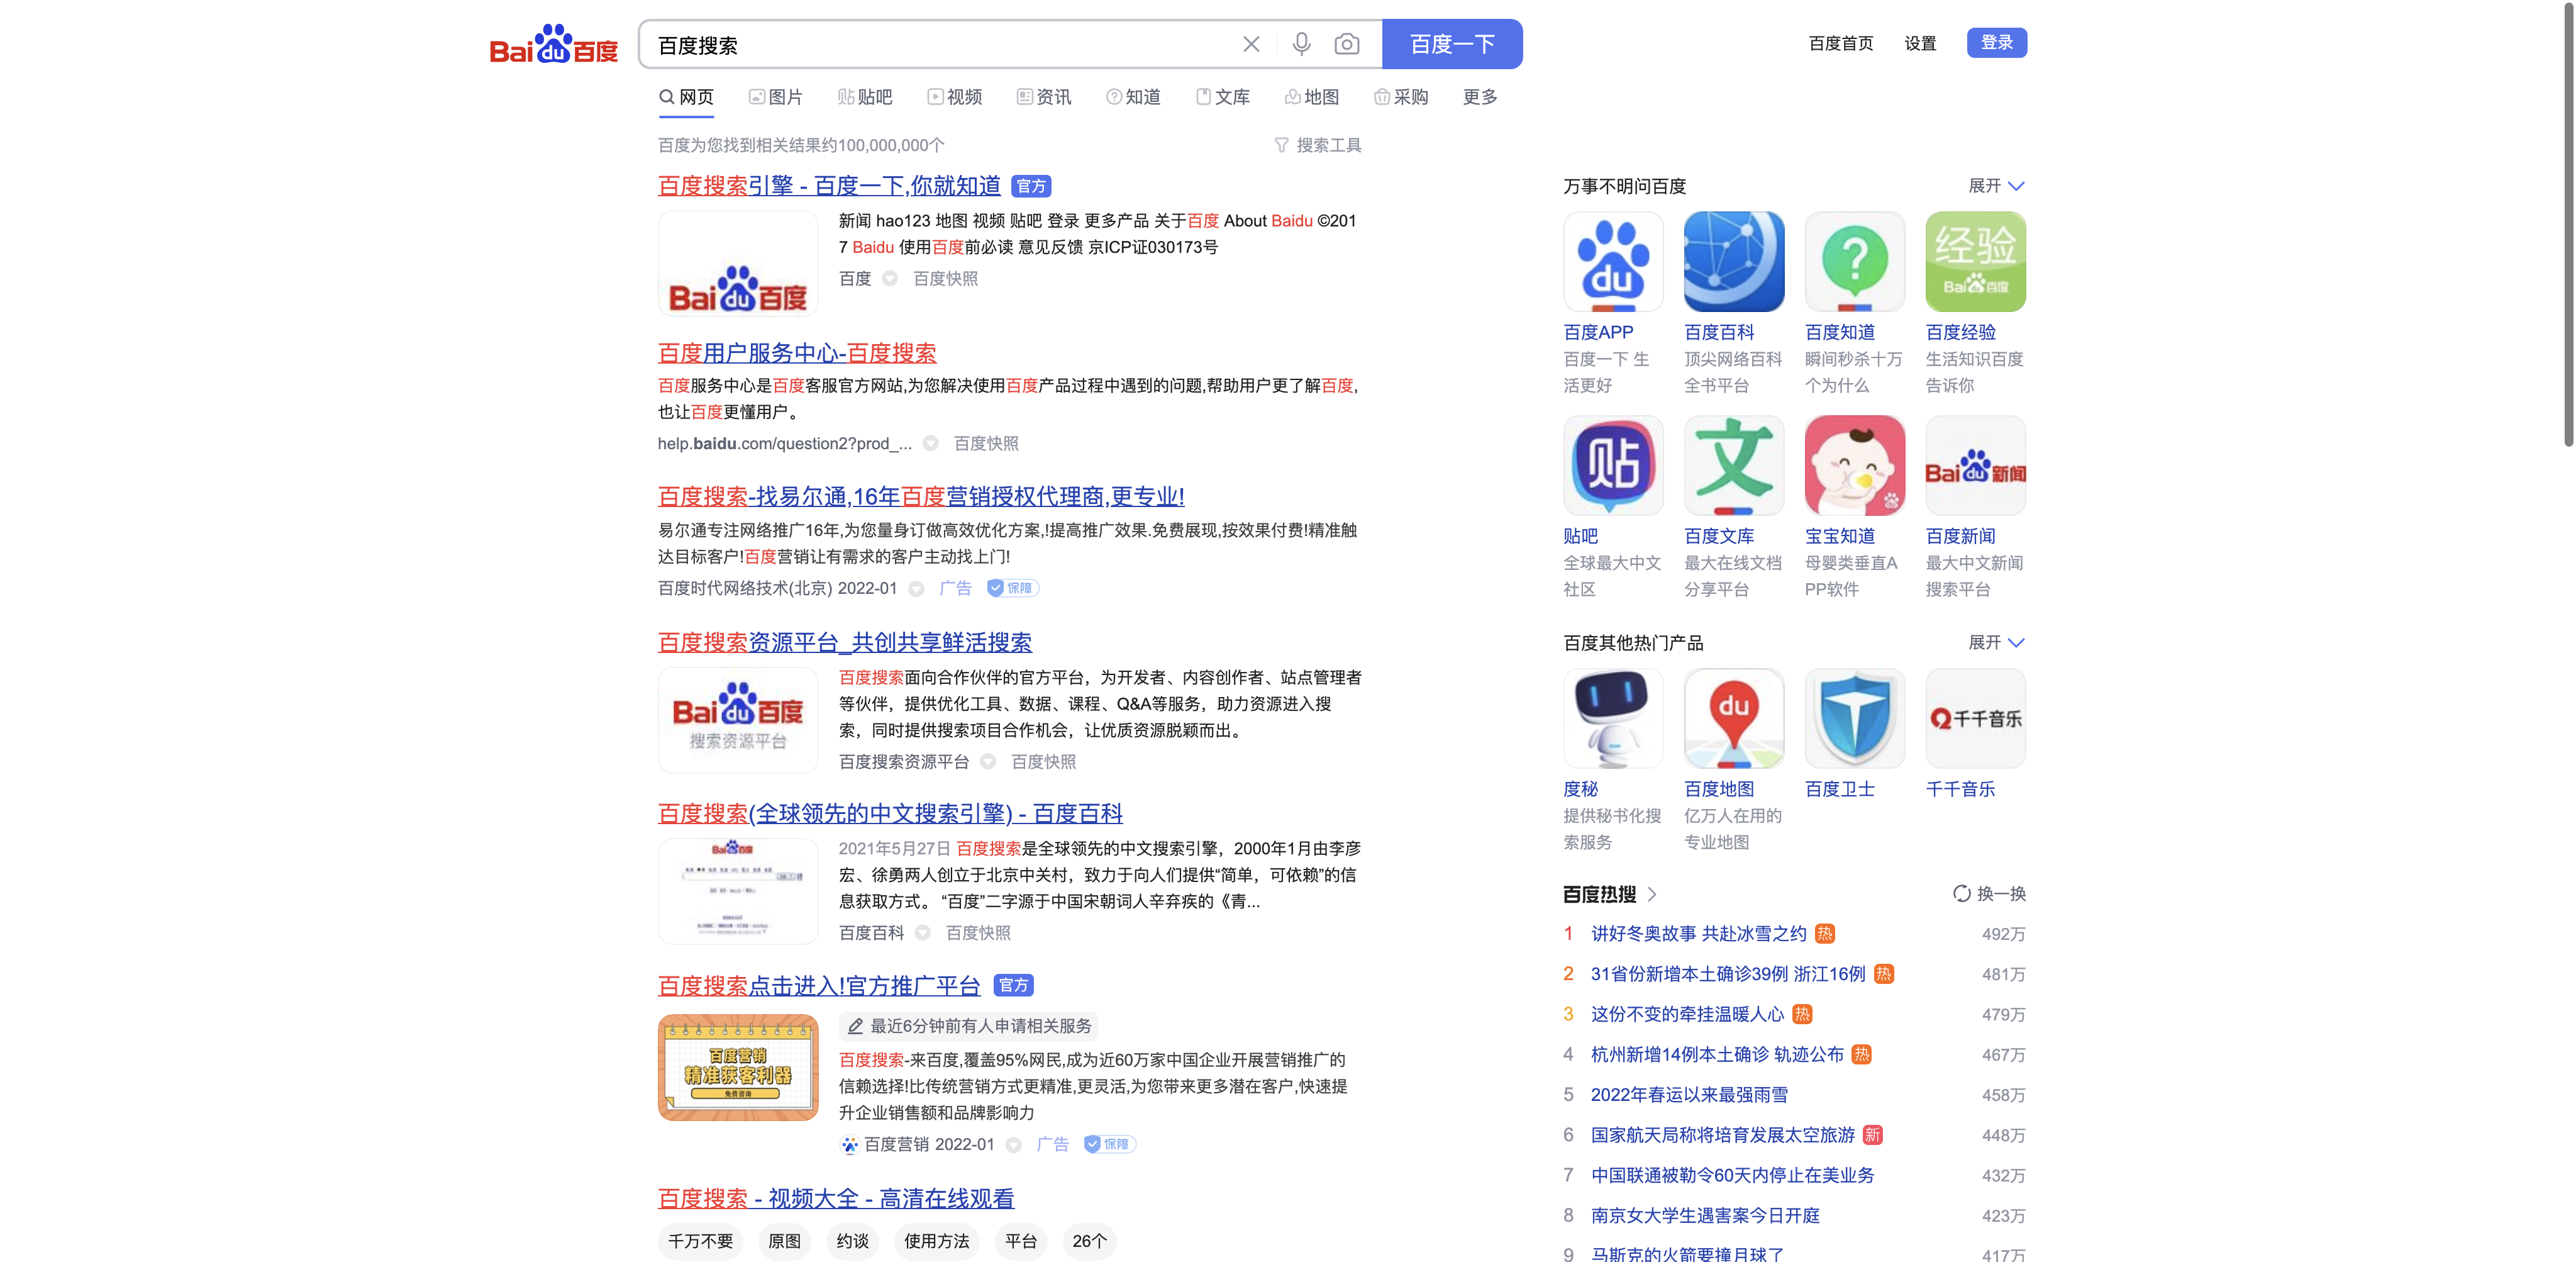 Baidu百度
百度搜索
百度一下
百度首页 设置 登录
网页 图片 贴吧 视频 资讯 知道 文库 地图 采购 更多
百度为您找到相关结果约100,000,000个
搜索工具
百度搜索引擎 - 百度一下,你就知道 官方
Baidu百度
新闻 hao123 地图 视频 贴吧 登录 更多产品 关于百度 About Baidu ©201
7 Baidu 使用百度前必读 意见反馈 京ICP证030173号
百度 百度快照
百度用户服务中心-百度搜索
百度服务中心是百度客服官方网站,为您解决使用百度产品过程中遇到的问题,帮助用户更了解百度,
也让百度更懂用户。
help.baidu.com/question2?prod_... 百度快照
百度搜索-找易尔通,16年百度营销授权代理商,更专业!
易尔通专注网络推广16年,为您量身订做高效优化方案,!提高推广效果.免费展现,按效果付费!精准触
达目标客户!百度营销让有需求的客户主动找上门!
百度时代网络技术(北京) 2022-01 广告 保障
百度搜索资源平台_共创共享鲜活搜索
Baidu百度
搜索资源平台
百度搜索面向合作伙伴的官方平台，为开发者、内容创作者、站点管理者
等伙伴，提供优化工具、数据、课程、Q&A等服务，助力资源进入搜
索，同时提供搜索项目合作机会，让优质资源脱颖而出。
百度搜索资源平台 百度快照
百度搜索(全球领先的中文搜索引擎) - 百度百科
Baidu百度
2021年5月27日 百度搜索是全球领先的中文搜索引擎，2000年1月由李彦
宏、徐勇两人创立于北京中关村，致力于向人们提供“简单，可依赖”的信
息获取方式。 “百度”二字源于中国宋朝词人辛弃疾的《青...
百度百科 百度快照
百度搜索点击进入!官方推广平台 官方
百度营销
精准获客利器
免费咨询
最近6分钟前有人申请相关服务
百度搜索-来百度,覆盖95%网民,成为近60万家中国企业开展营销推广的
信赖选择!比传统营销方式更精准,更灵活,为您带来更多潜在客户,快速提
升企业销售额和品牌影响力
百度营销 2022-01 广告 保障
百度搜索 - 视频大全 - 高清在线观看
千万不要 原图 约谈 使用方法 平台 26个
万事不明问百度 展开
du
?
经验
Baidu百度
百度APP 百度百科 百度知道 百度经验
百度一下 生 顶尖网络百科 瞬间秒杀十万 生活知识百度
活更好 全书平台 个为什么 告诉你
贴
文
Baidu新闻
贴吧 百度文库 宝宝知道 百度新闻
全球最大中文 最大在线文档 母婴类垂直A 最大中文新闻
社区 分享平台 PP软件 搜索平台
百度其他热门产品 展开
du
千千音乐
度秘 百度地图 百度卫士 千千音乐
提供秘书化搜 亿万人在用的
索服务 专业地图
百度热搜 换一换
1 讲好冬奥故事 共赴冰雪之约 热 492万
2 31省份新增本土确诊39例 浙江16例 热 481万
3 这份不变的牵挂温暖人心 热 479万
4 杭州新增14例本土确诊 轨迹公布 热 467万
5 2022年春运以来最强雨雪 458万
6 国家航天局称将培育发展太空旅游 新 448万
7 中国联通被勒令60天内停止在美业务 432万
8 南京女大学生遇害案今日开庭 423万
9 马斯克的火箭要撞月球了 417万